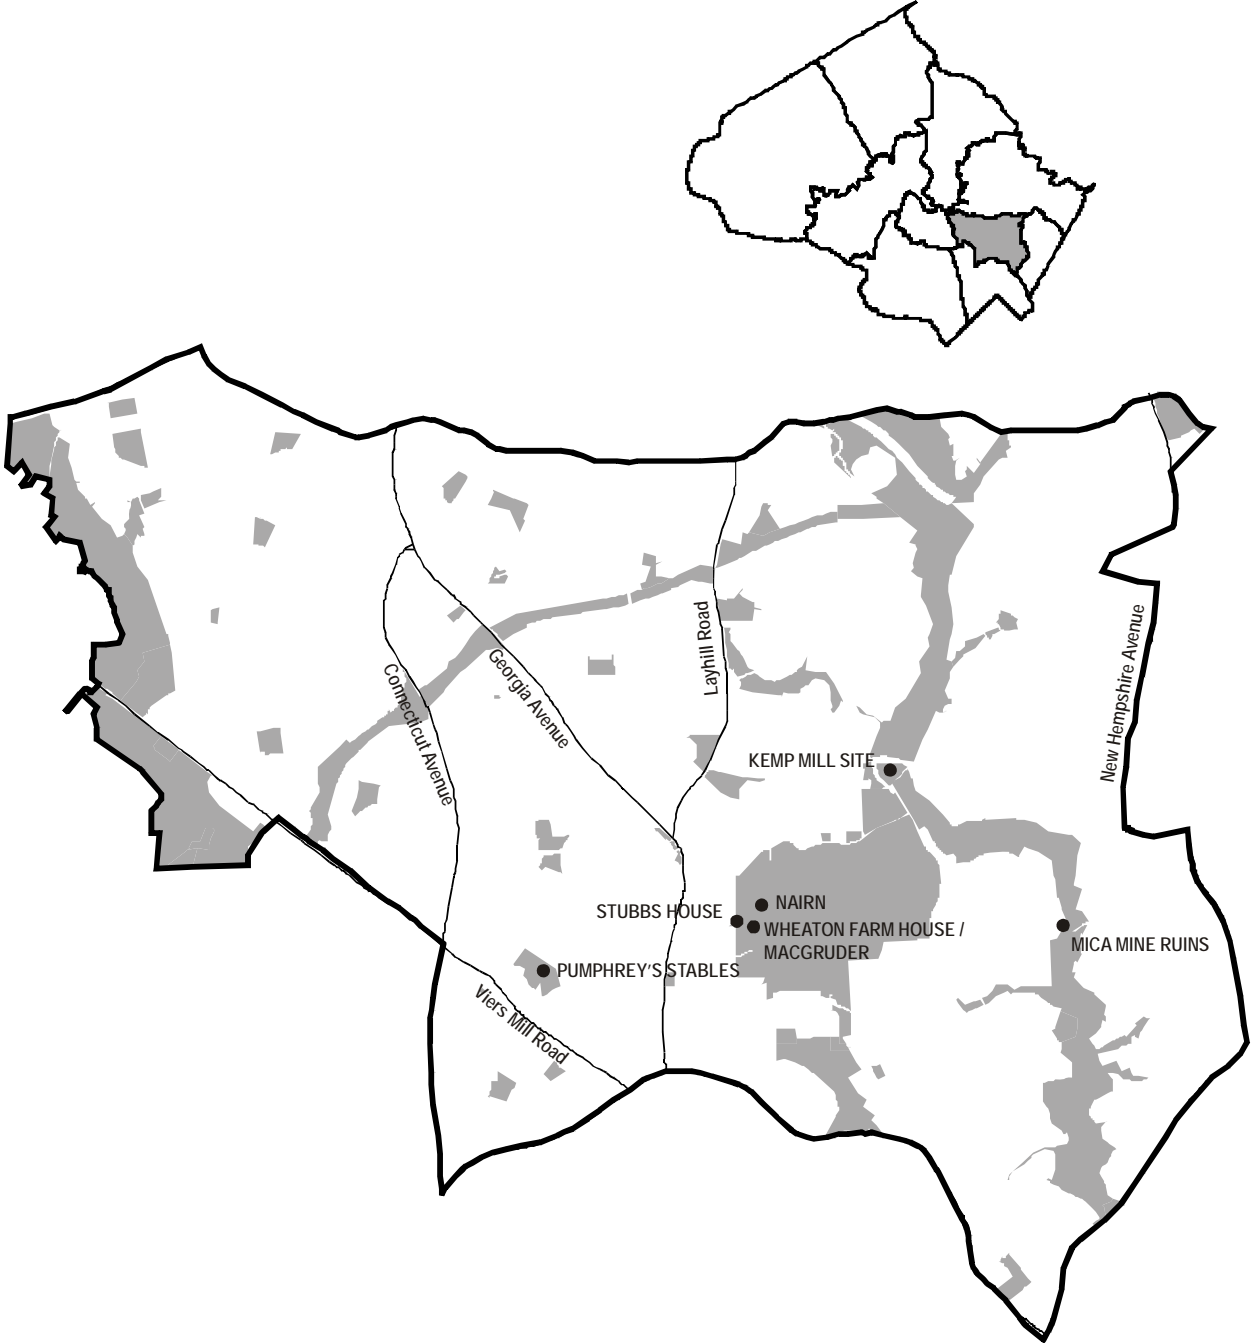 Layhill Road
New Hampshire Avenue
Georgia Avenue
Connecticut Avenue
KEMP MILL SITE
NAIRN
STUBBS HOUSE
WHEATON FARM HOUSE /
MACGRUDER
MICA MINE RUINS
PUMPHREY'S STABLES
Viers Mill Road